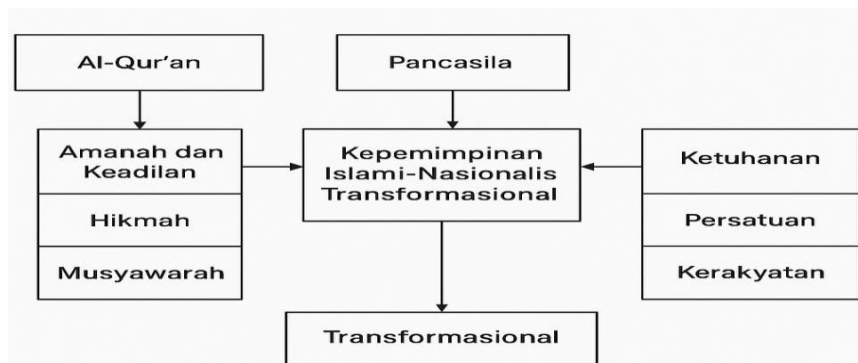 Al-Qur’an
Pancasila
Amanah dan
Keadilan
Hikmah
Musyawarah
Kepemimpinan
Islami-Nasionalis
Transformasional
Ketuhanan
Persatuan
Kerakyatan
Transformasional